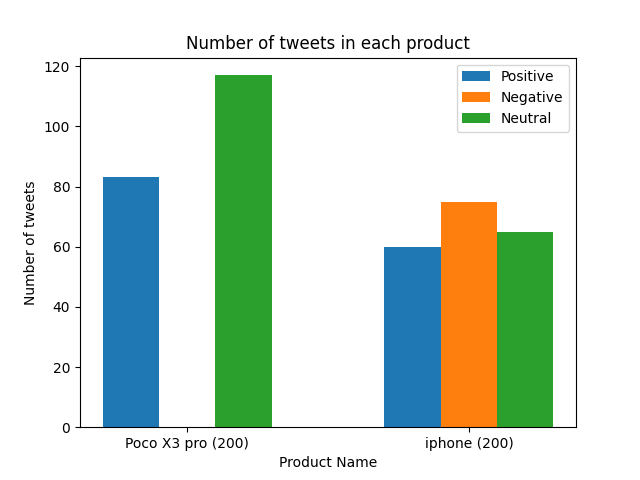 Number of tweets in each product
Positive
Negative
Neutral
Number of tweets
120
100
80
60
40
20
0
Poco X3 pro (200)
iphone (200)
Product Name